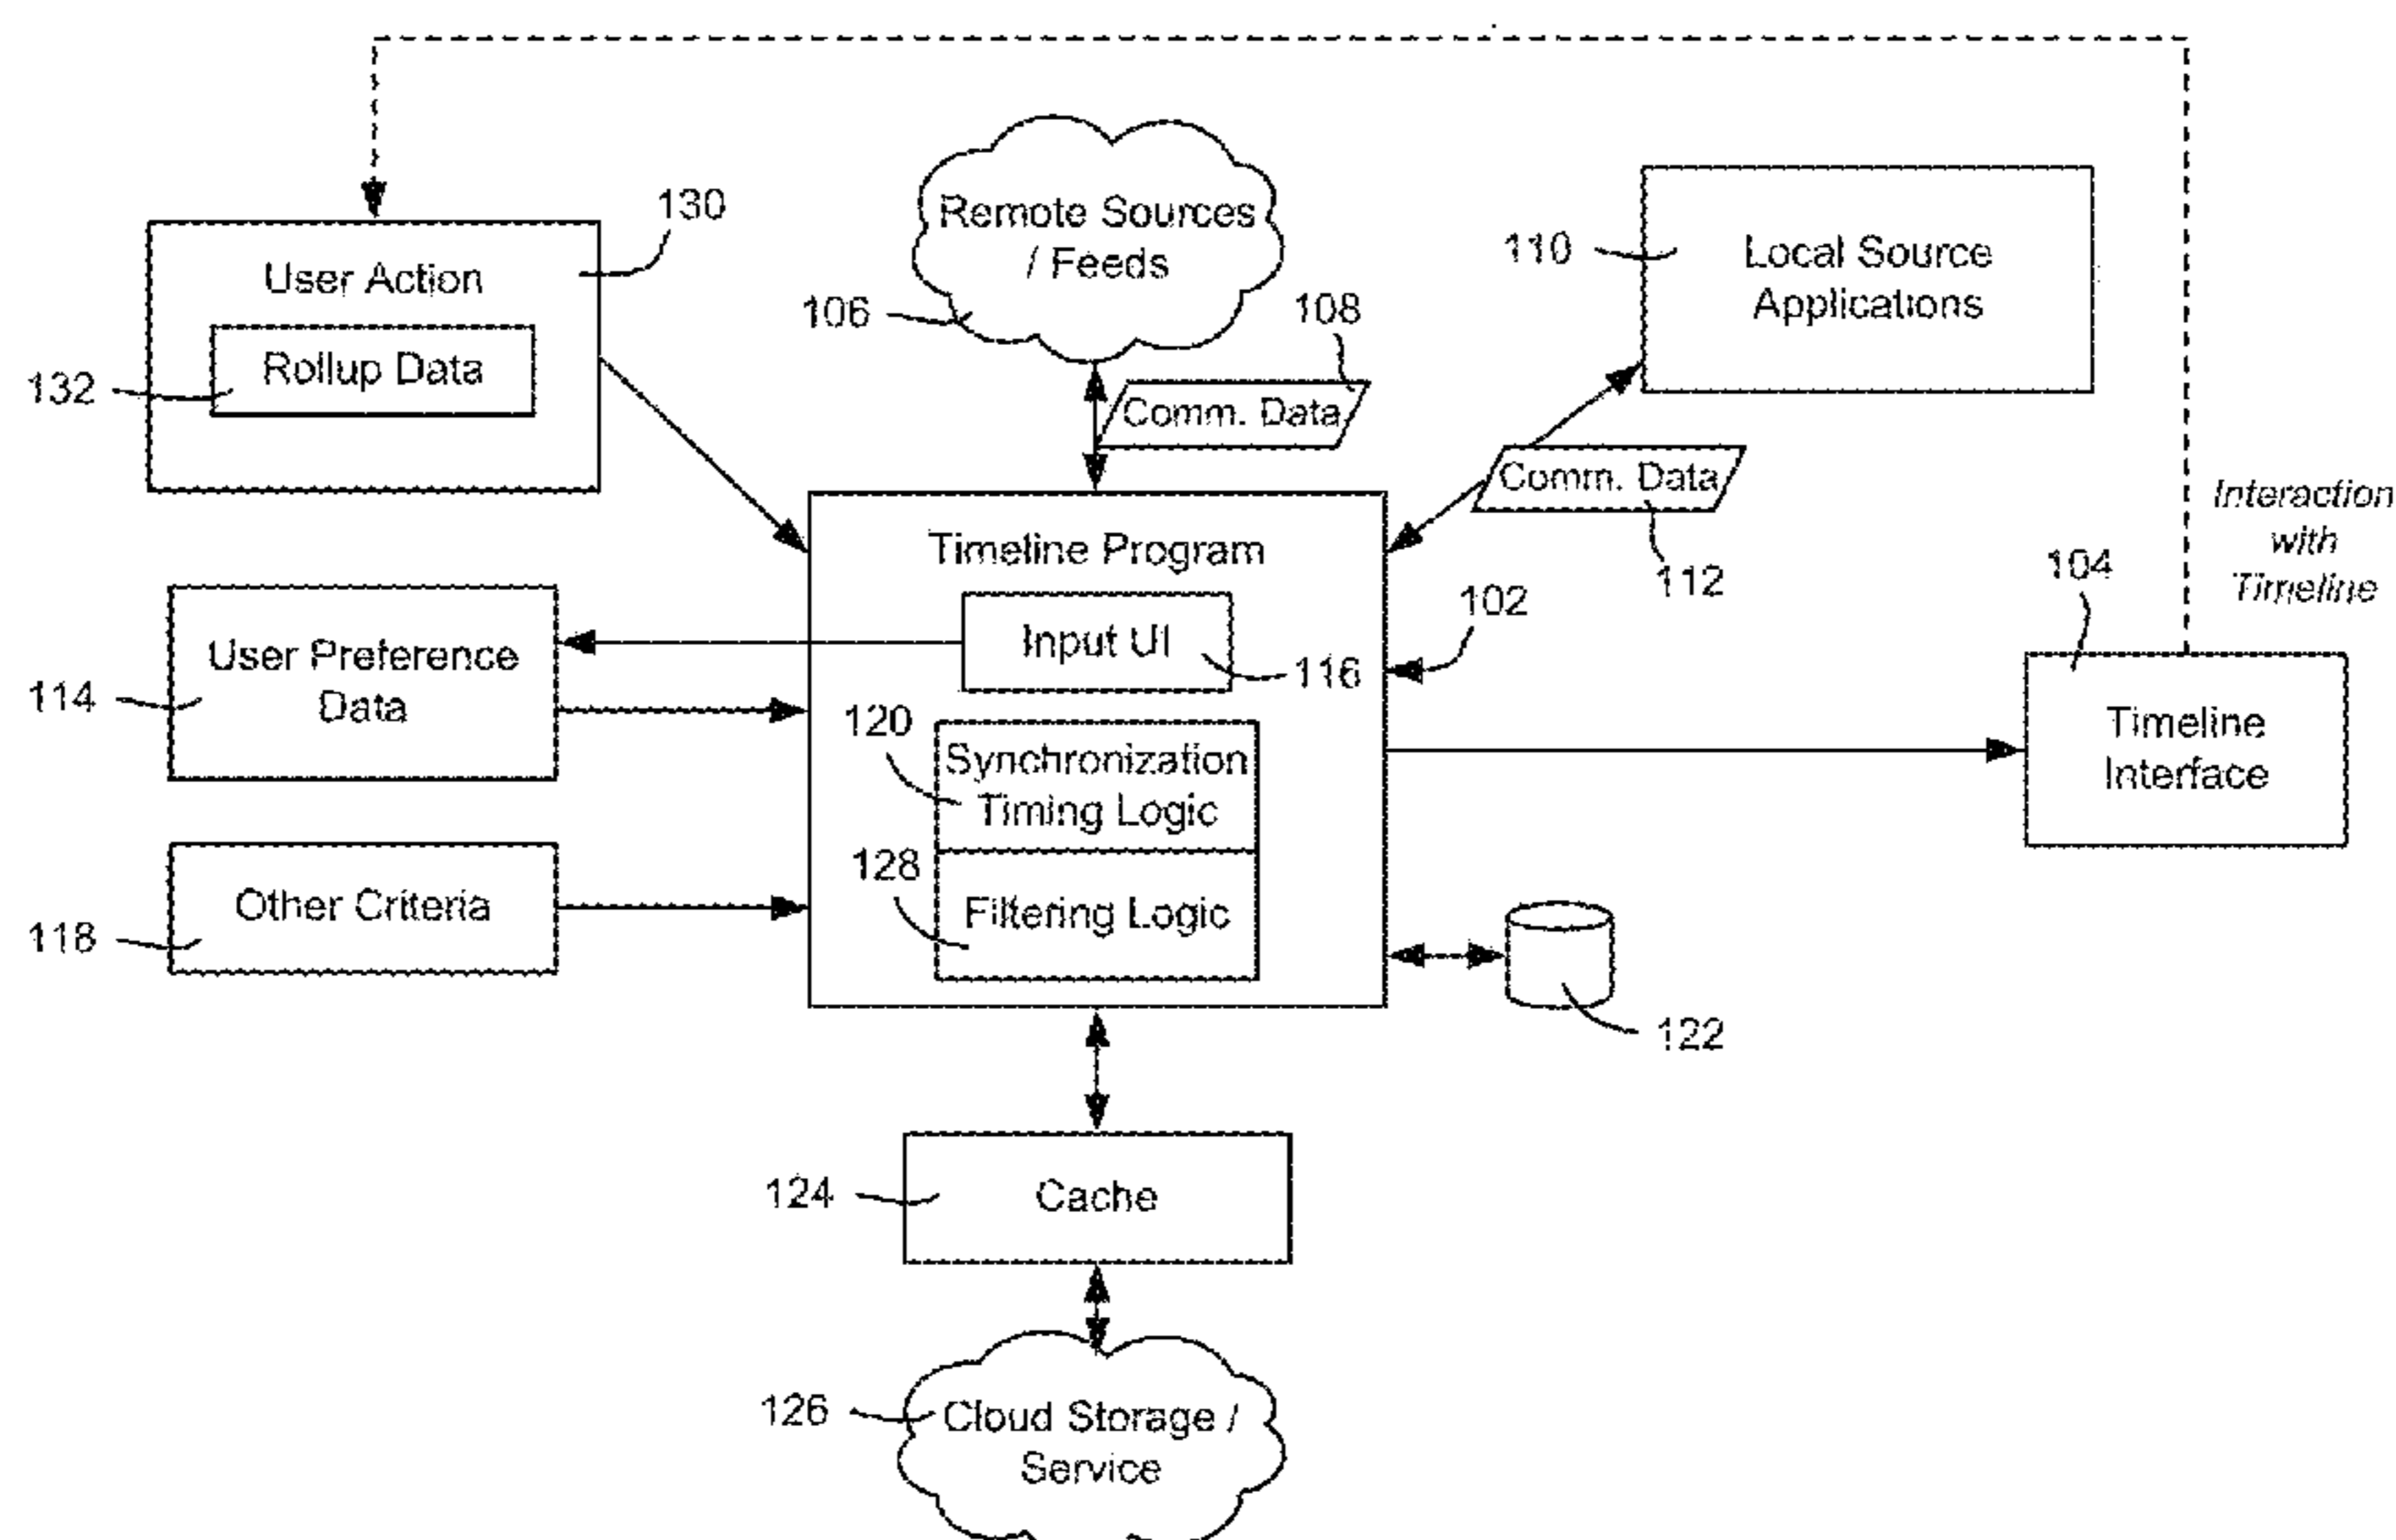 130
User Action
Rollup Data
132
Remote Sources
/ Feeds
106
108
Comm. Data
110
Local Source
Applications
Comm. Data
112
Interaction
with
Timeline
Timeline Program
102
104
Input UI
116
User Preference
Data
114
120
Synchronization
Timing Logic
Timeline
Interface
128
Filtering Logic
Other Criteria
118
122
124
Cache
126
Cloud Storage /
Service